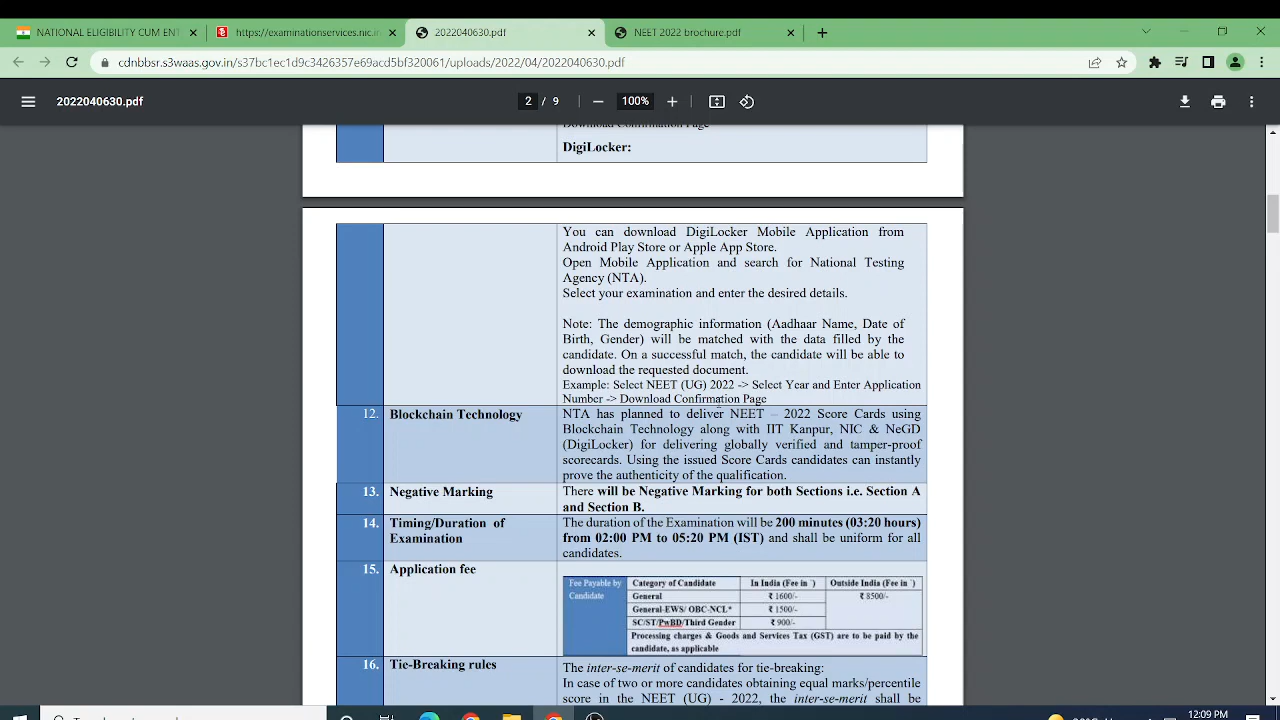 NATIONAL ELIGIBILITY CUM ENT
https://examinationservices.nic.i
2022040630.pdf
NEET 2022 brochure.pdf
cdnbbsr.s3waas.gov.in/s37bc1ec1d9c3426357e69acd5bf320061/uploads/2022/04/2022040630.pdf
2022040630.pdf
2 / 9
100%
Download Confirmation Page
DigiLocker:
You can download DigiLocker Mobile Application from
Android Play Store or Apple App Store.
Open Mobile Application and search for National Testing
Agency (NTA).
Select your examination and enter the desired details.
Note: The demographic information (Aadhaar Name, Date of
Birth, Gender) will be matched with the data filled by the
candidate. On a successful match, the candidate will be able to
download the requested document.
Example: Select NEET (UG) 2022 -> Select Year and Enter Application
Number -> Download Confirmation Page
12. Blockchain Technology
NTA has planned to deliver NEET – 2022 Score Cards using
Blockchain Technology along with IIT Kanpur, NIC & NeGD
(DigiLocker) for delivering globally verified and tamper-proof
scorecards. Using the issued Score Cards candidates can instantly
prove the authenticity of the qualification.
13. Negative Marking
There will be Negative Marking for both Sections i.e. Section A
and Section B.
14. Timing/Duration of
Examination
The duration of the Examination will be 200 minutes (03:20 hours)
from 02:00 PM to 05:20 PM (IST) and shall be uniform for all
candidates.
15. Application fee
Fee Payable by
Candidate
Category of Candidate In India (Fee in `) Outside India (Fee in `)
General ₹ 1600/- ₹ 8500/-
General-EWS/ OBC-NCL* ₹ 1500/-
SC/ST/PwBD/Third Gender ₹ 900/-
Processing charges & Goods and Services Tax (GST) are to be paid by the
candidate, as applicable
16. Tie-Breaking rules
The inter-se-merit of candidates for tie-breaking:
In case of two or more candidates obtaining equal marks/percentile
score in the NEET (UG) - 2022, the inter-se-merit shall be
12:09 PM